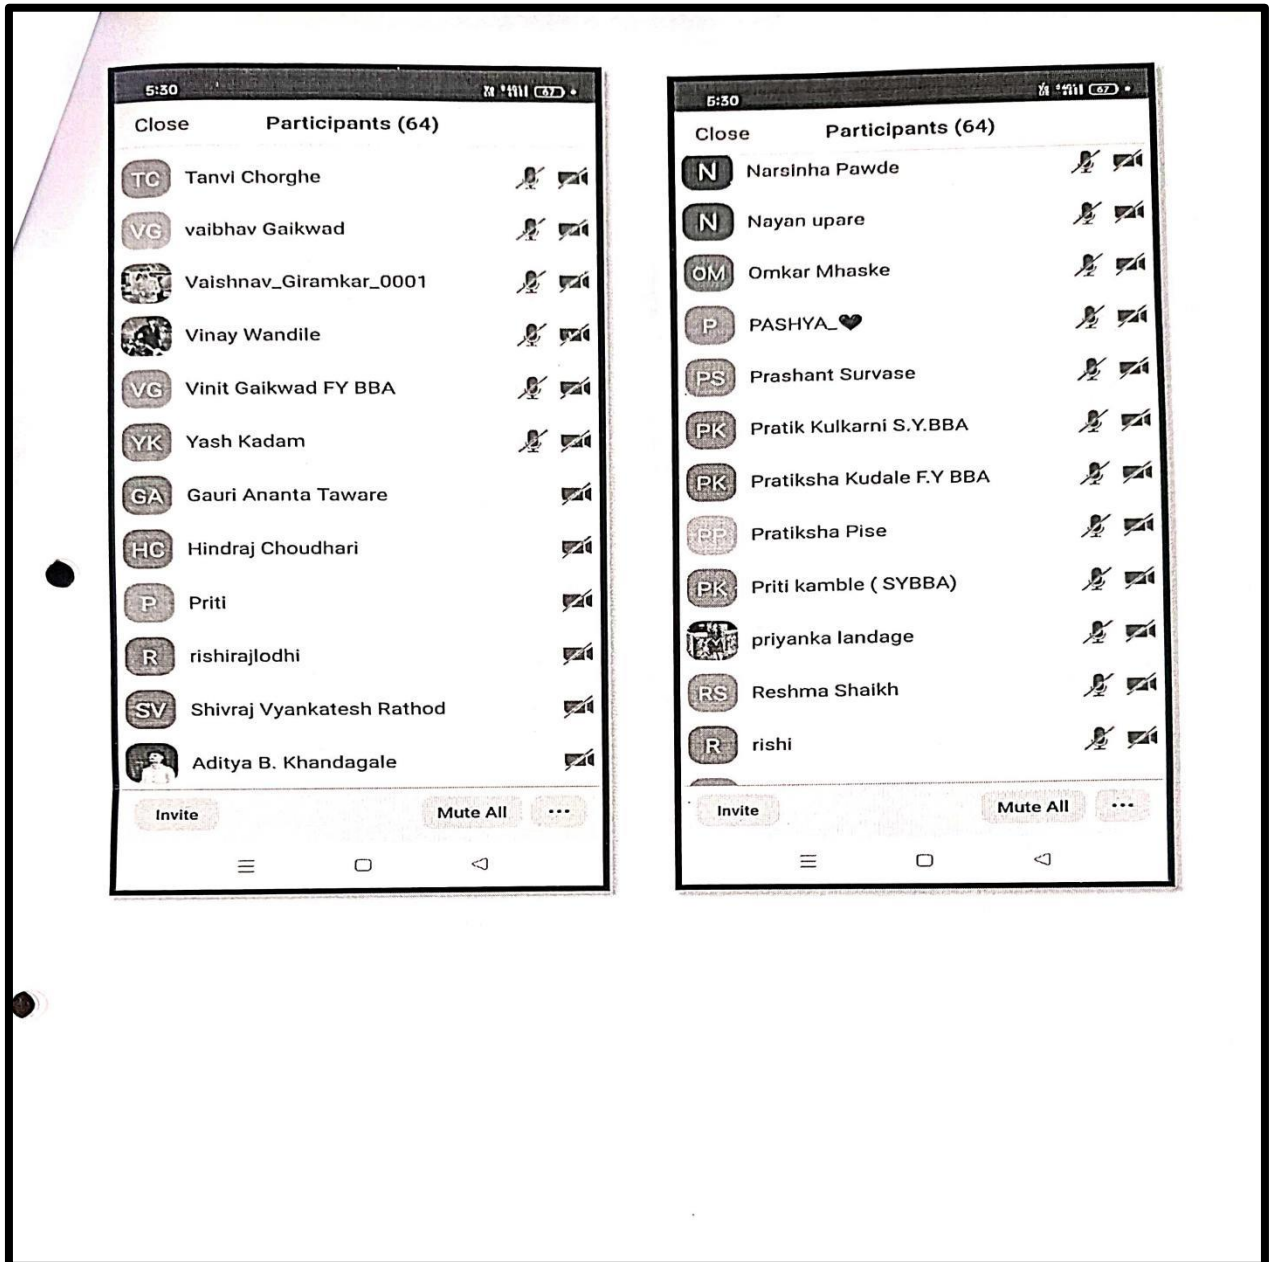 5:30
67
Close Participants (64)
TC Tanvi Chorghe
VG vaibhav Gaikwad
Vaishnav_Giramkar_0001
Vinay Wandile
VG Vinit Gaikwad FY BBA
YK Yash Kadam
GA Gauri Ananta Taware
HC Hindraj Choudhari
P Priti
R rishirajlodhi
SV Shivraj Vyankatesh Rathod
Aditya B. Khandagale
Invite Mute All ...
5:30
67
Close Participants (64)
N Narsinha Pawde
N Nayan upare
OM Omkar Mhaske
P PASHYA_🖤
PS Prashant Survase
PK Pratik Kulkarni S.Y.BBA
PK Pratiksha Kudale F.Y BBA
PP Pratiksha Pise
PK Priti kamble ( SYBBA)
priyanka landage
RS Reshma Shaikh
R rishi
Invite Mute All ...